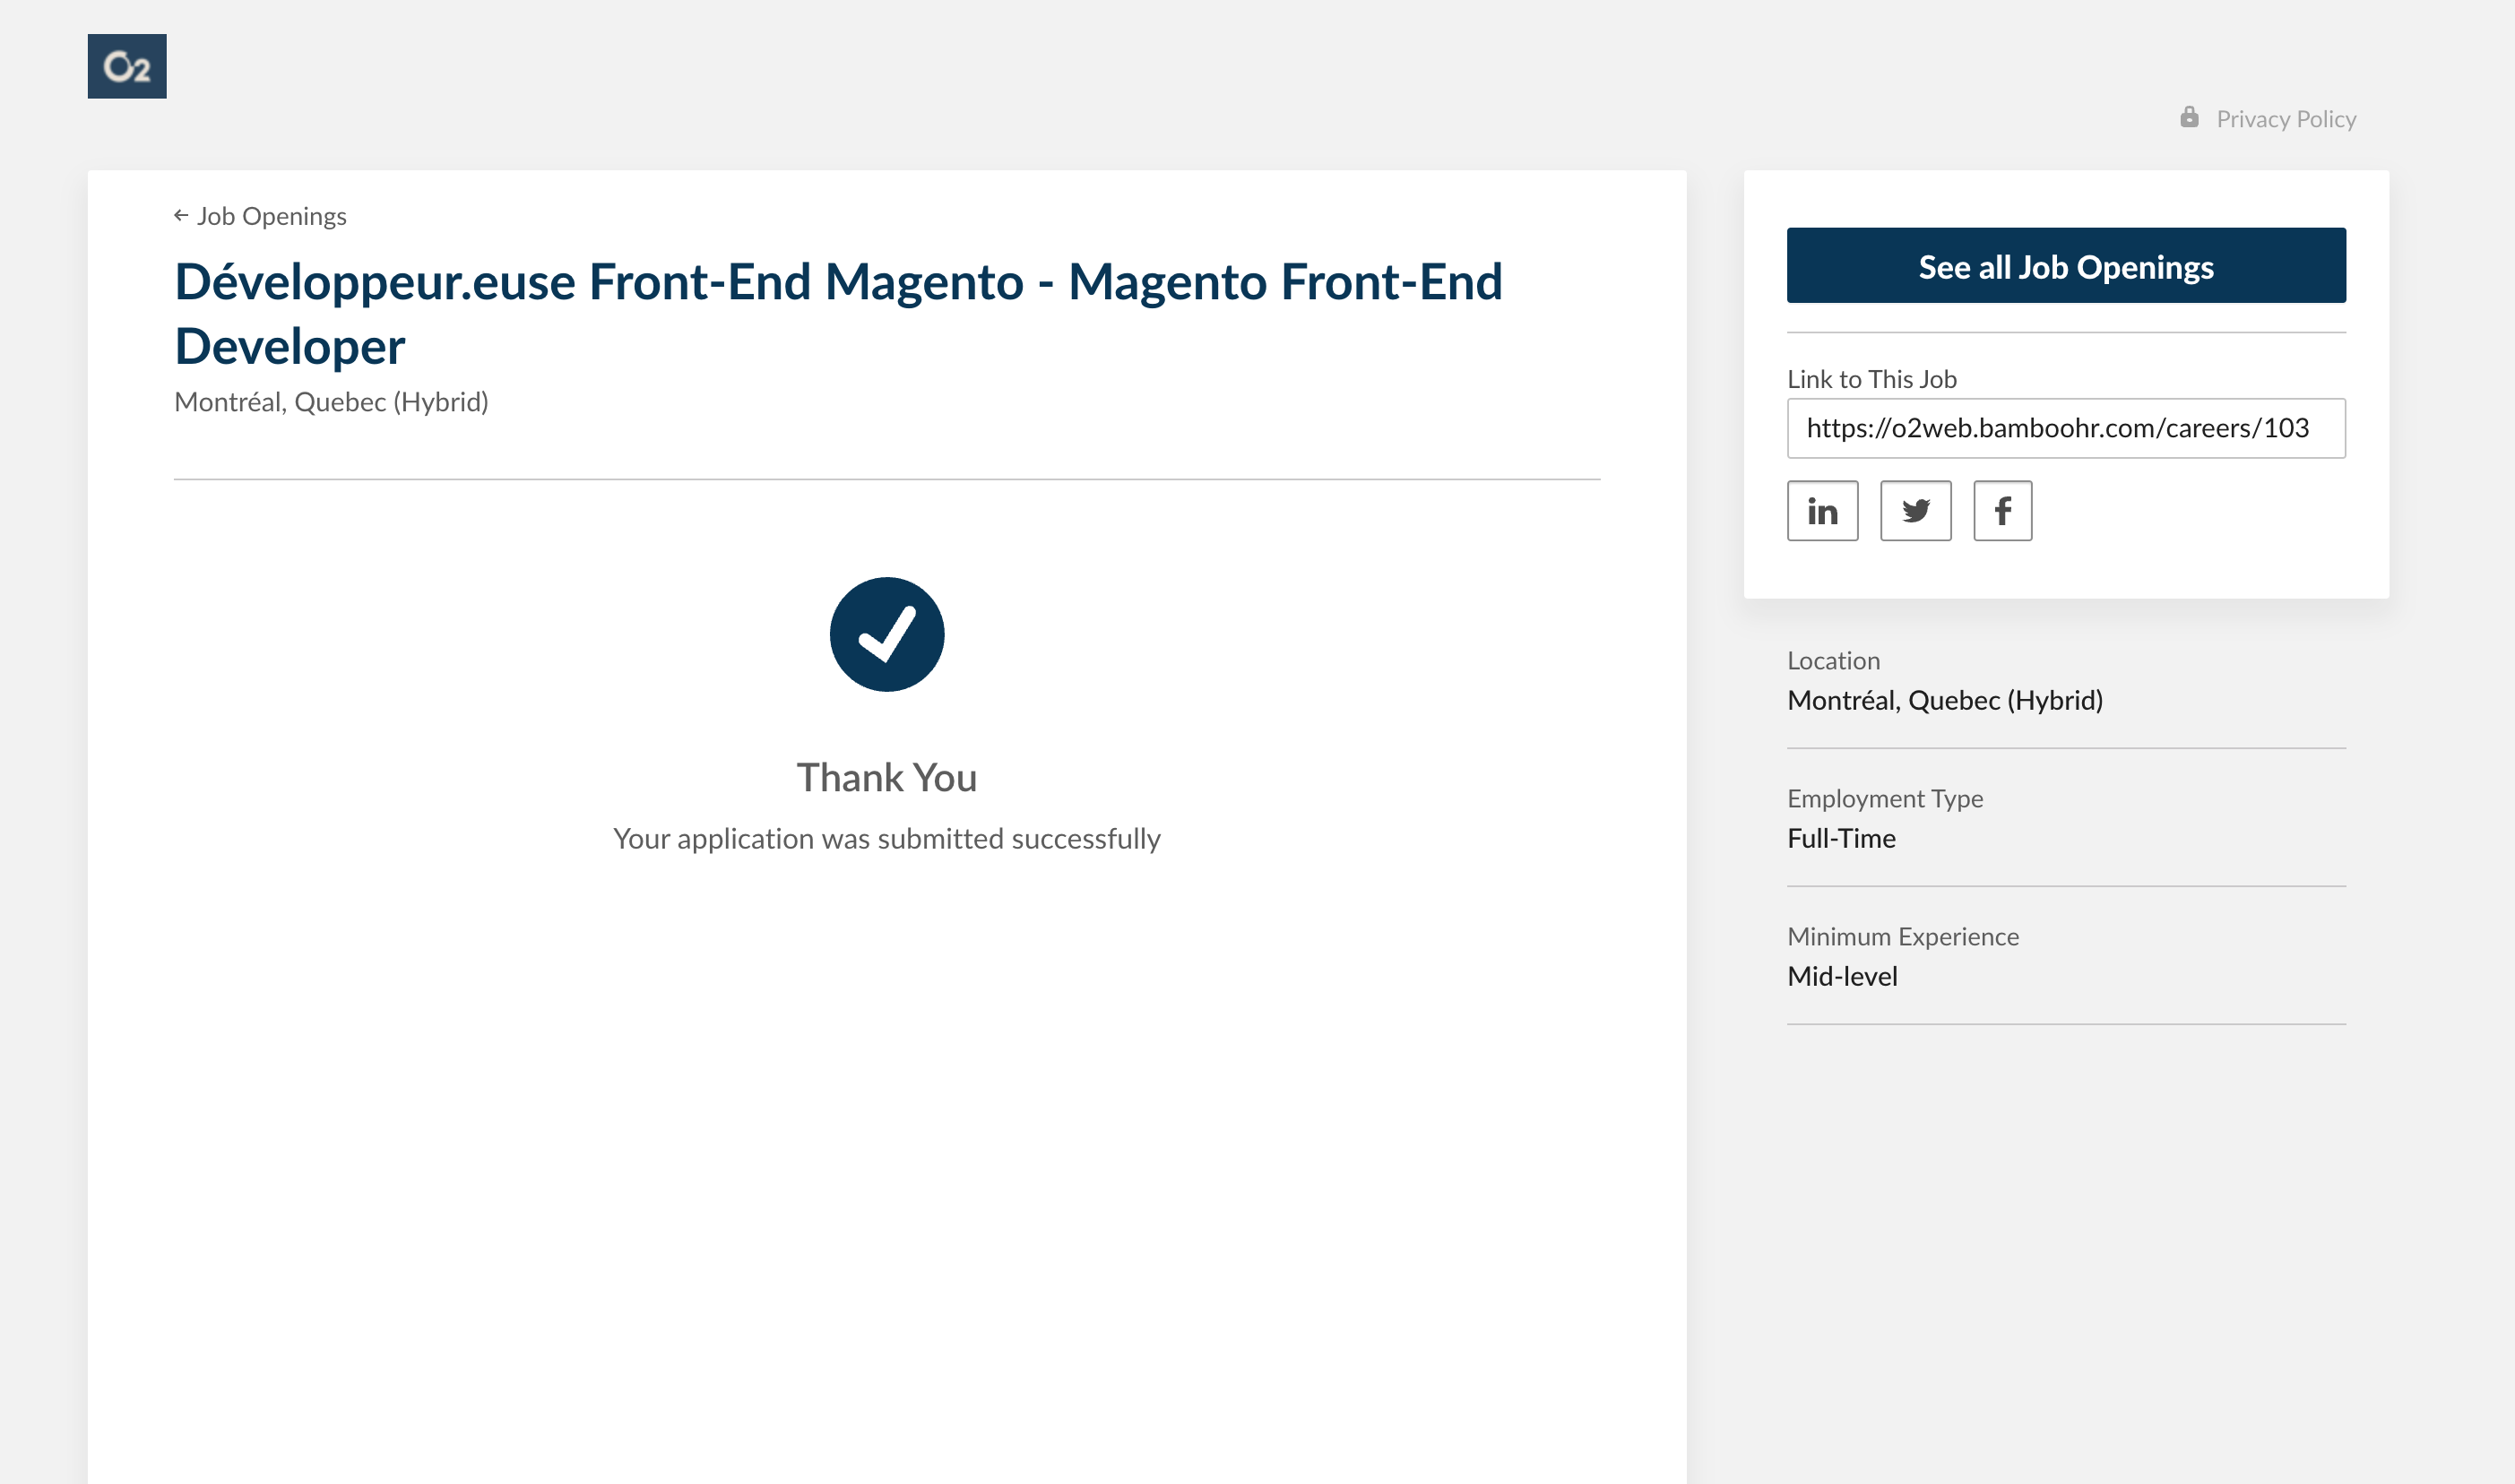 O2
Privacy Policy
← Job Openings
Développeur.euse Front-End Magento - Magento Front-End
Developer
Montréal, Quebec (Hybrid)
Thank You
Your application was submitted successfully
See all Job Openings
Link to This Job
https://o2web.bamboohr.com/careers/103
in
f
Location
Montréal, Quebec (Hybrid)
Employment Type
Full-Time
Minimum Experience
Mid-level